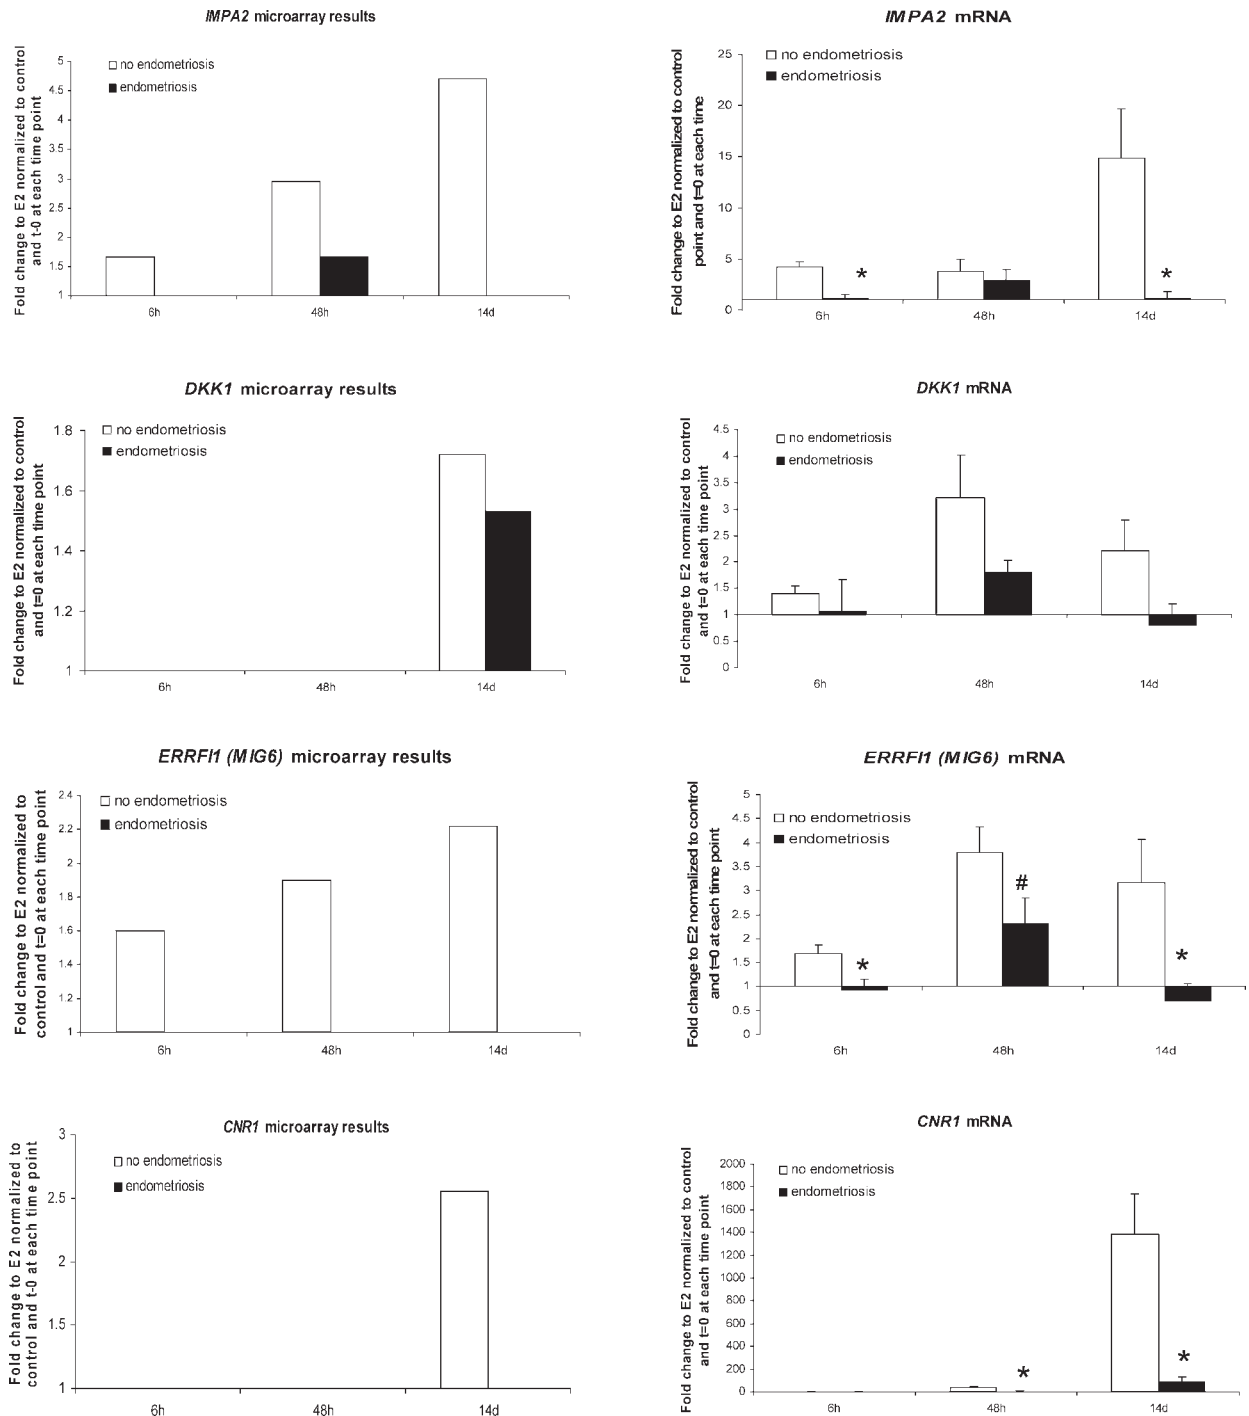 IMPA2 microarray results
Fold change to E2 normalized to control
and t-0 at each time point
no endometriosis
endometriosis
5
4.5
4
3.5
3
2.5
2
1.5
1
6h
48h
14d
IMPA2 mRNA
Fold change to E2 normalized to control
point and t=0 at each time
no endometriosis
endometriosis
25
20
15
10
5
0
*
*
6h
48h
14d
DKK1 microarray results
Fold change to E2 normalized to control
and t=0 at each time point
no endometriosis
endometriosis
1.8
1.6
1.4
1.2
1
6h
48h
14d
DKK1 mRNA
Fold change to E2 normalized to control
and t=0 at each time point
no endometriosis
endometriosis
4.5
4
3.5
3
2.5
2
1.5
1
0.5
0
6h
48h
14d
ERRFI1 (MIG6) microarray results
Fold change to E2 normalized to
control and t=0 at each time point
no endometriosis
endometriosis
2.4
2.2
2
1.8
1.6
1.4
1.2
1
6h
48h
14d
ERRFI1 (MIG6) mRNA
Fold change to E2 normalized to control
and t=0 at each time point
no endometriosis
endometriosis
5
4.5
4
3.5
3
2.5
2
1.5
1
0.5
0
*
#
*
6h
48h
14d
CNR1 microarray results
Fold change to E2 normalized to
control and t-0 at each time point
no endometriosis
endometriosis
3
2.5
2
1.5
1
6h
48h
14d
CNR1 mRNA
Fold change to E2 normalized to control
and t=0 at each time point
no endometriosis
endometriosis
2000
1800
1600
1400
1200
1000
800
600
400
200
0
*
*
6h
48h
14d